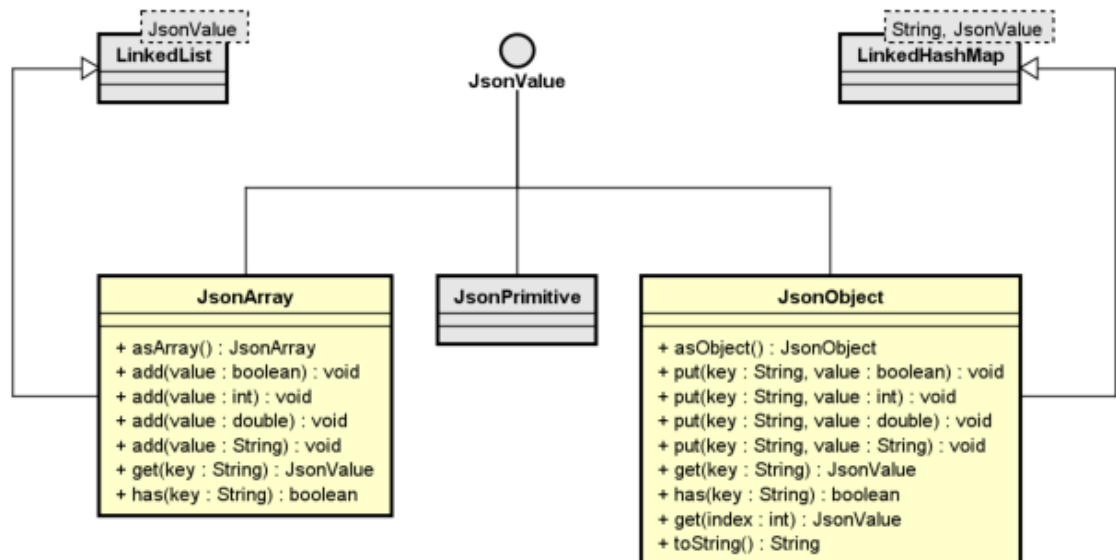 JsonValue
LinkedList
JsonValue
String, JsonValue
LinkedHashMap
JsonArray
+ asArray() : JsonArray
+ add(value : boolean) : void
+ add(value : int) : void
+ add(value : double) : void
+ add(value : String) : void
+ get(key : String) : JsonValue
+ has(key : String) : boolean
JsonPrimitive
JsonObject
+ asObject() : JsonObject
+ put(key : String, value : boolean) : void
+ put(key : String, value : int) : void
+ put(key : String, value : double) : void
+ put(key : String, value : String) : void
+ get(key : String) : JsonValue
+ has(key : String) : boolean
+ get(index : int) : JsonValue
+ toString() : String